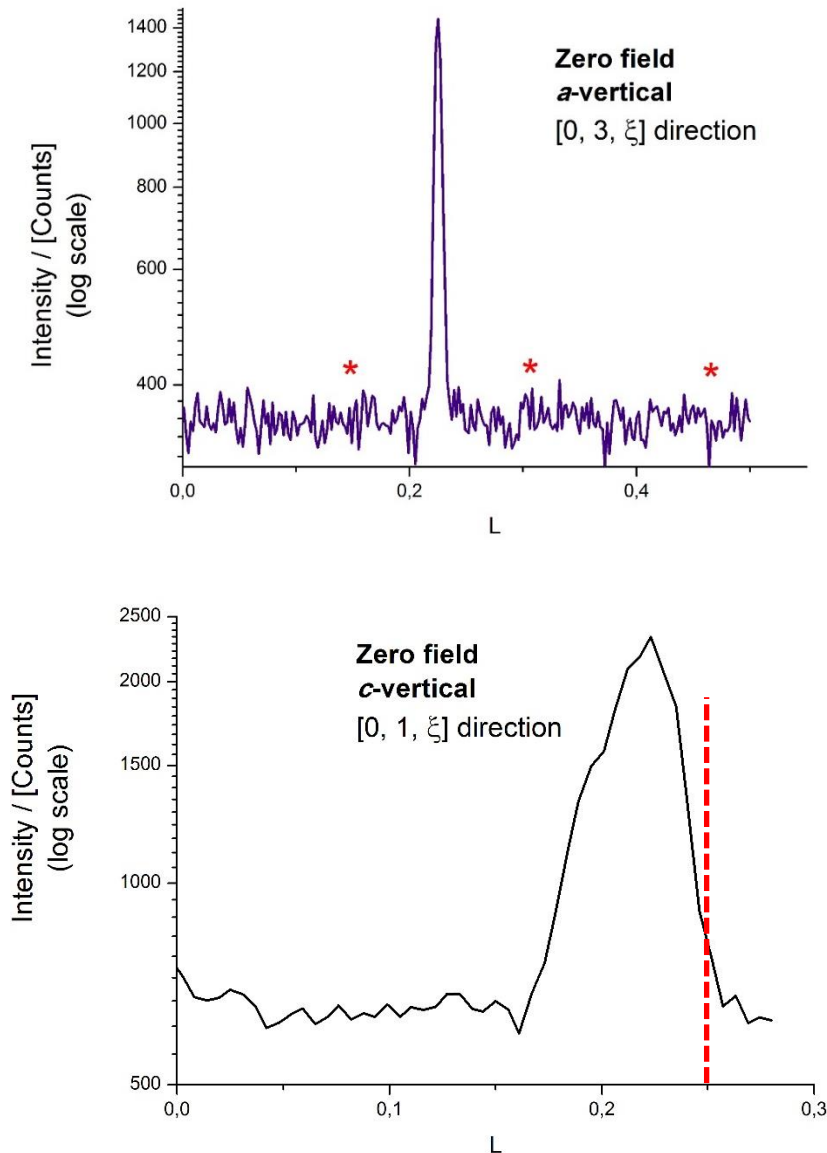 1400
1200
1000
800
600
400
Intensity / [Counts]
(log scale)
Zero field
a-vertical
[0, 3, ξ] direction
*
*
*
0,0
0,2
0,4
L
2500
2000
1500
1000
500
Intensity / [Counts]
(log scale)
Zero field
c-vertical
[0, 1, ξ] direction
0,0
0,1
0,2
0,3
L